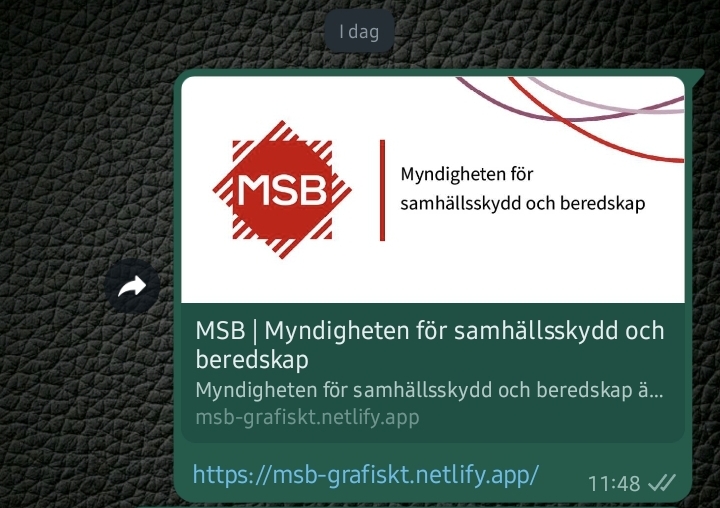 I dag
MSB
Myndigheten för
samhällsskydd och beredskap
MSB | Myndigheten för samhällsskydd och
beredskap
Myndigheten för samhällsskydd och beredskap ä...
msb-grafiskt.netlify.app
https://msb-grafiskt.netlify.app/
11:48